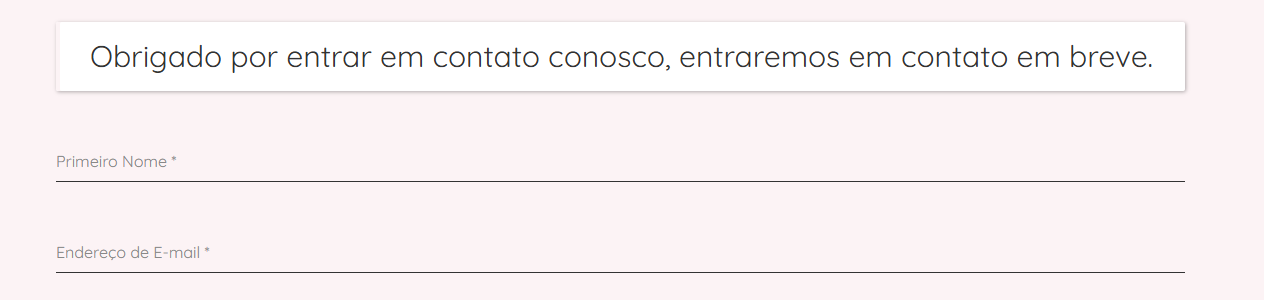 Obrigado por entrar em contato conosco, entraremos em contato em breve.
Primeiro Nome *
Endereço de E-mail *